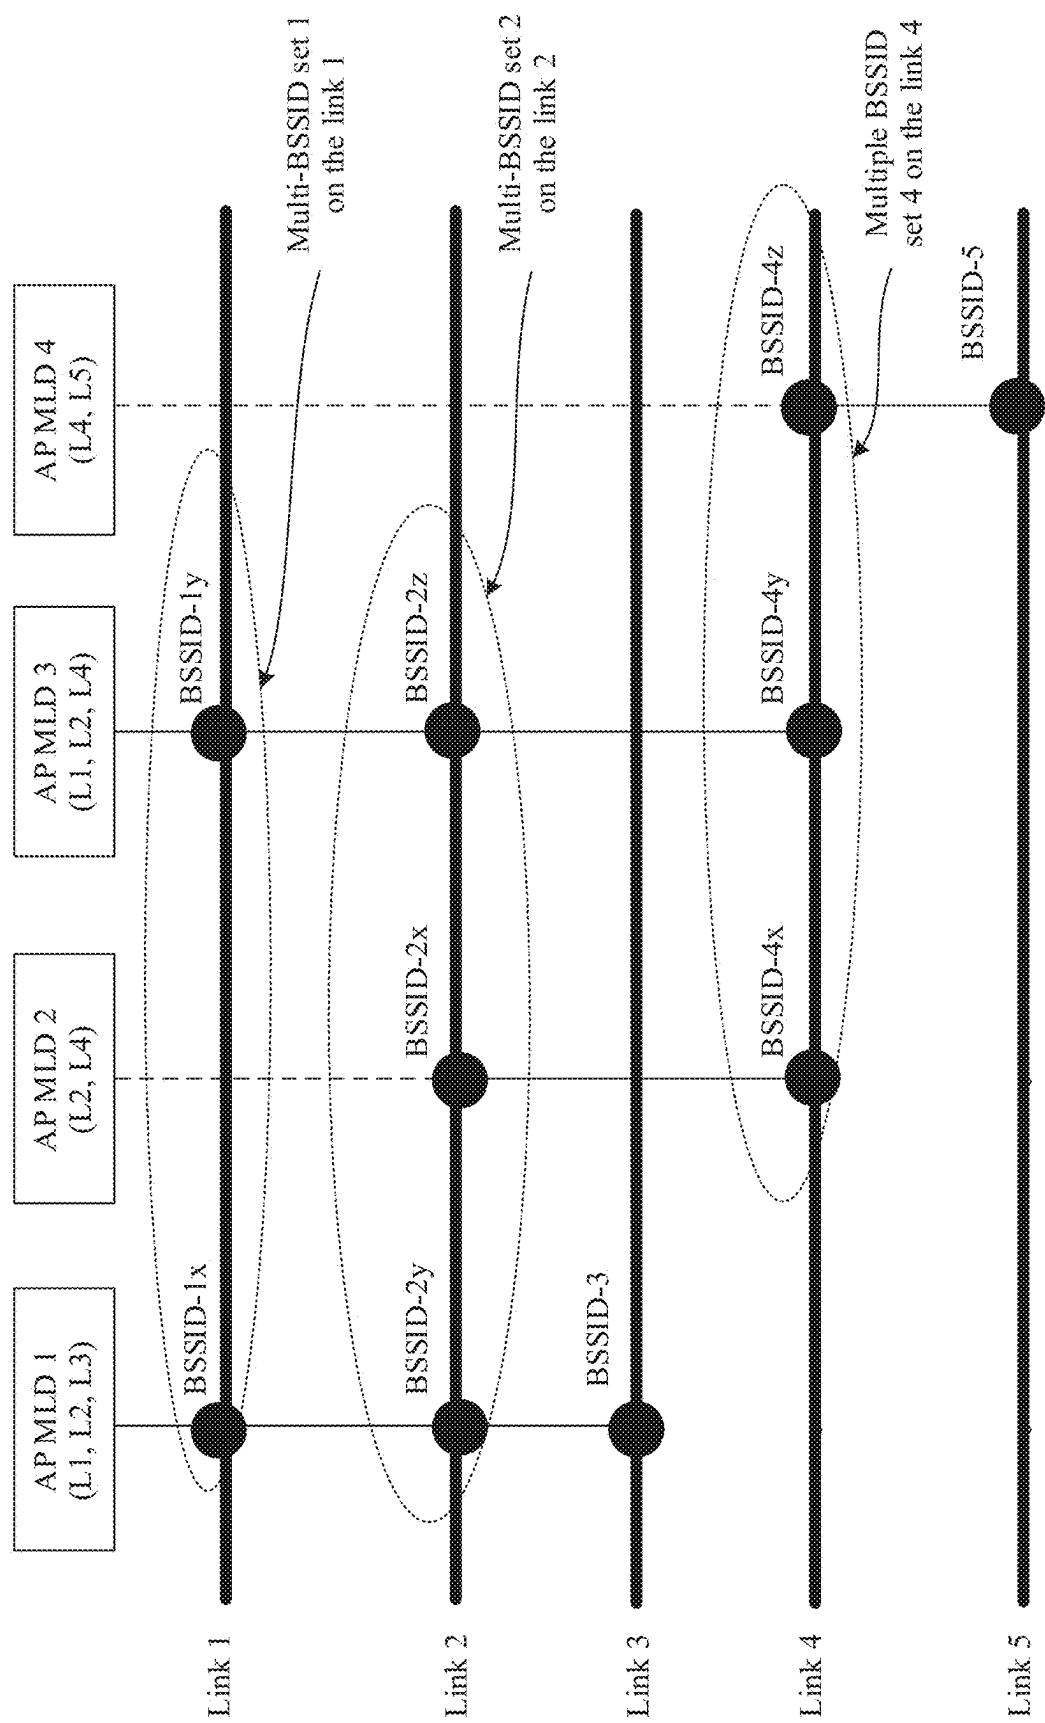 AP MLD 1
(L1, L2, L3)
AP MLD 2
(L2, L4)
AP MLD 3
(L1, L2, L4)
AP MLD 4
(L4, L5)
Link 1
BSSID-1x
BSSID-1y
Multi-BSSID set 1
on the link 1
Link 2
BSSID-2y
BSSID-2x
BSSID-2z
Multi-BSSID set 2
on the link 2
Link 3
BSSID-3
Link 4
BSSID-4x
BSSID-4y
BSSID-4z
Multiple BSSID
set 4 on the link 4
Link 5
BSSID-5